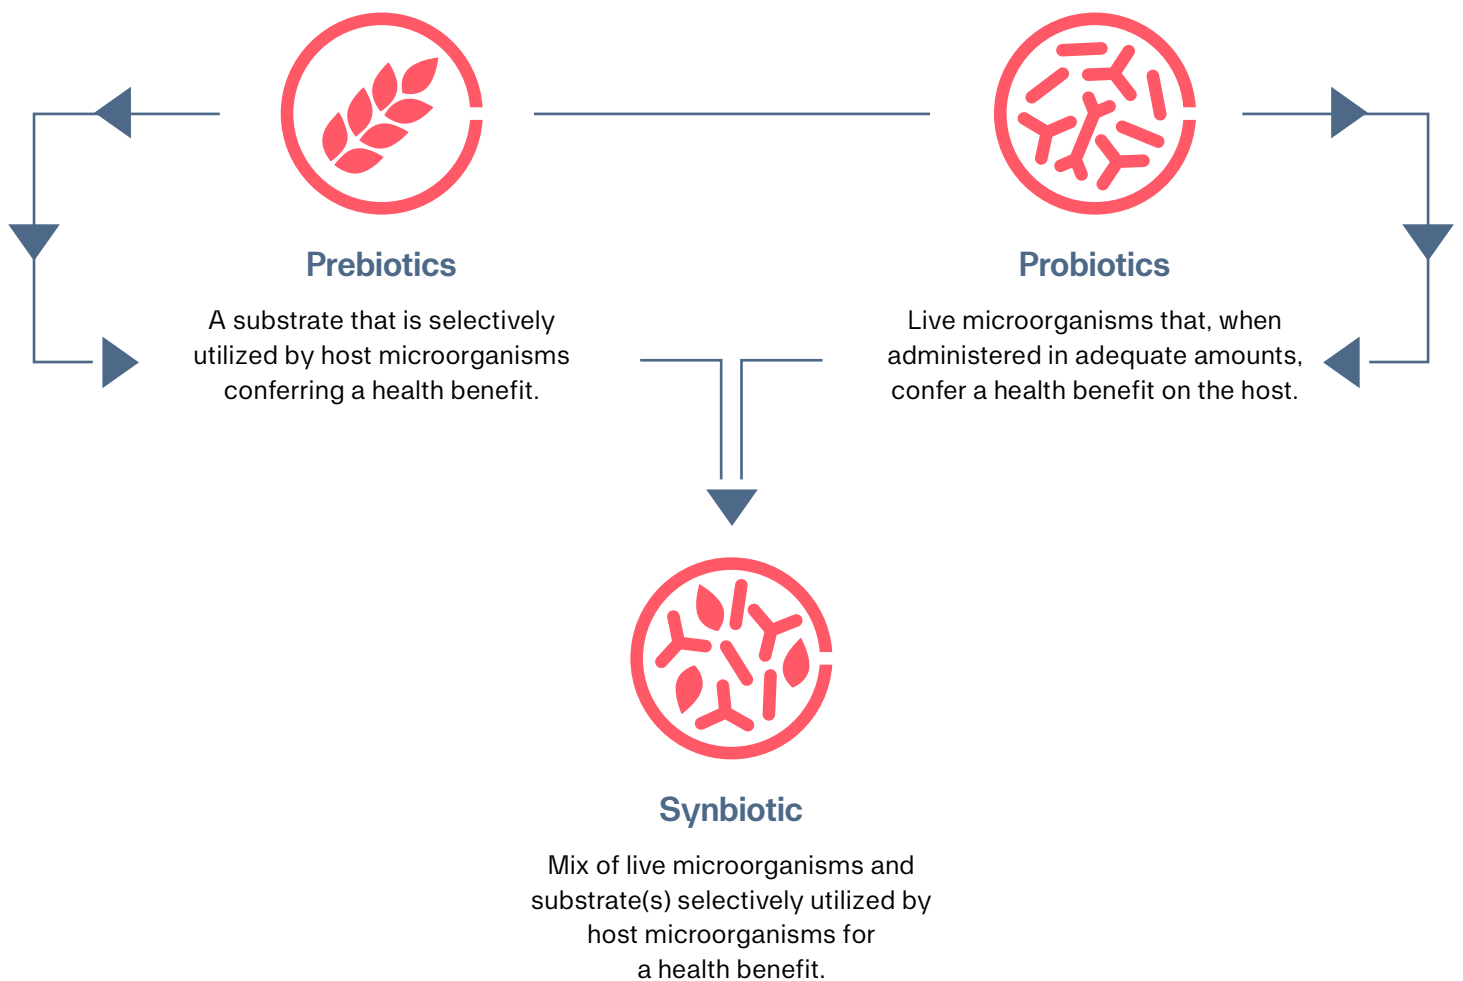 Prebiotics
A substrate that is selectively
utilized by host microorganisms
conferring a health benefit.
Probiotics
Live microorganisms that, when
administered in adequate amounts,
confer a health benefit on the host.
Synbiotic
Mix of live microorganisms and
substrate(s) selectively utilized by
host microorganisms for
a health benefit.